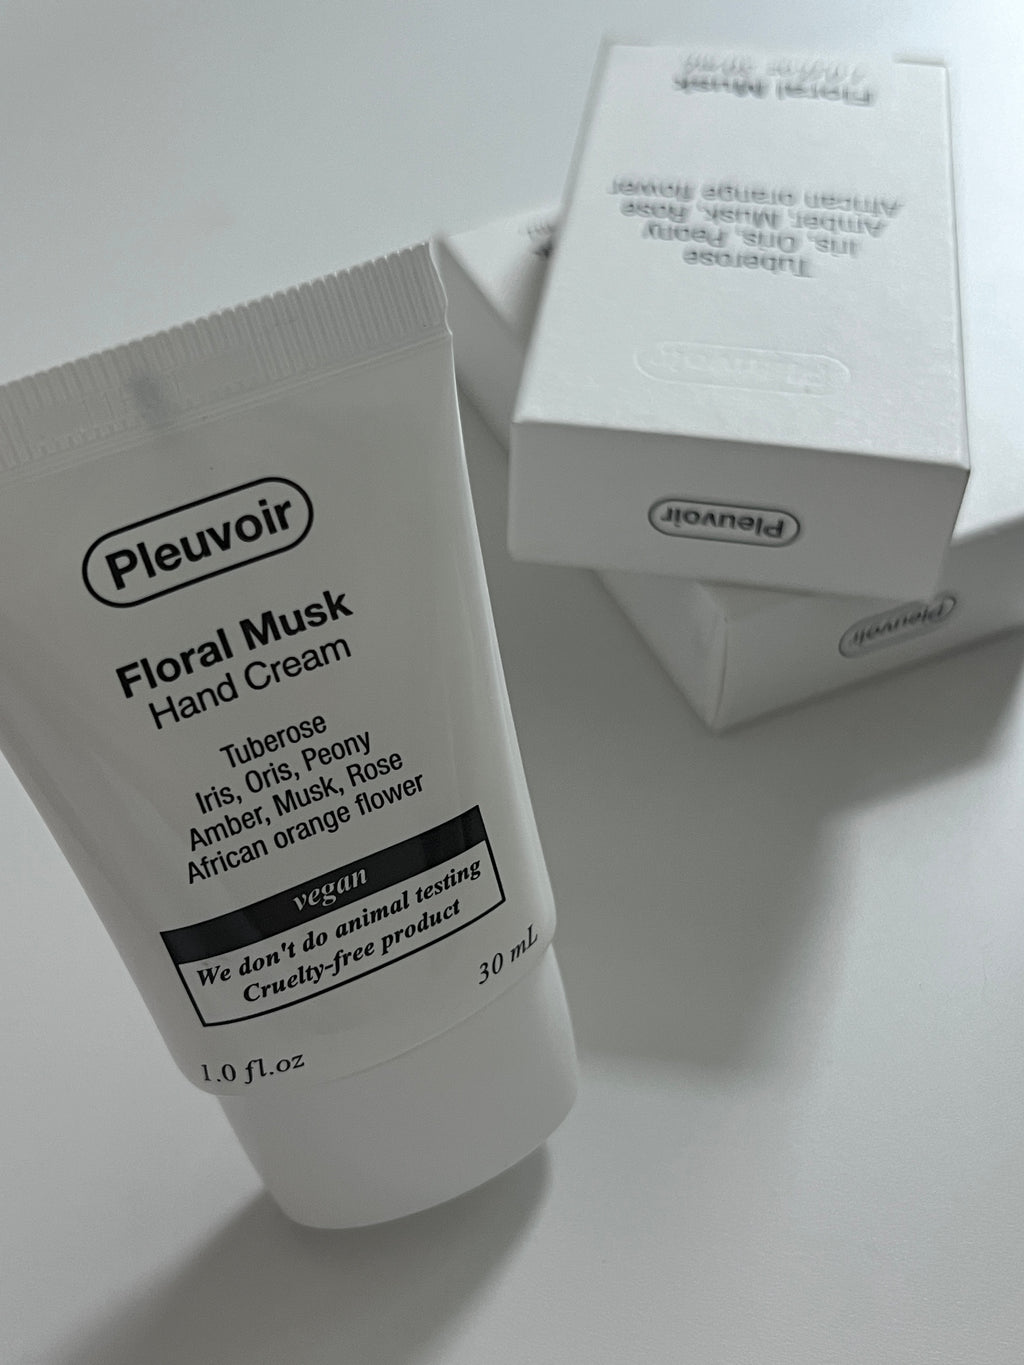 Pleuvoir
Floral Musk
Hand Cream
Tuberose
Iris, Oris, Peony
Amber, Musk, Rose
African orange flower
vegan
We don't do animal testing
Cruelty-free product
30 mL
1.0 fl.oz
Floral Musk
Tuberose
Iris, Oris, Peony
Amber, Musk, Rose
African orange flower
Pleuvoir
Pleuvoir
Pleuvoir